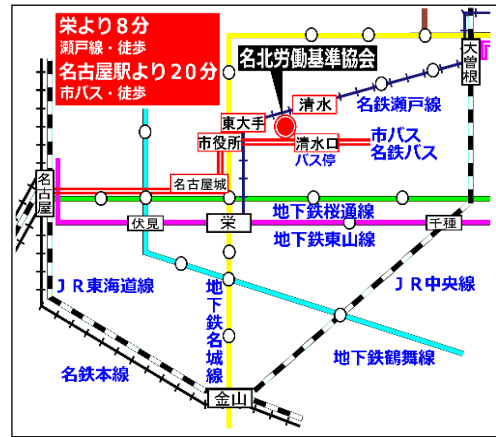 栄より8分
瀬戸線・徒歩
名古屋駅より20分
市バス・徒歩
名北労働基準協会
大曽根
清水
名鉄瀬戸線
東大手
市役所
清水口
バス停
市バス
名鉄バス
名古屋城
名古屋
地下鉄桜通線
伏見
栄
千種
地下鉄東山線
JR東海道線
地下鉄名城線
JR中央線
地下鉄鶴舞線
名鉄本線
金山